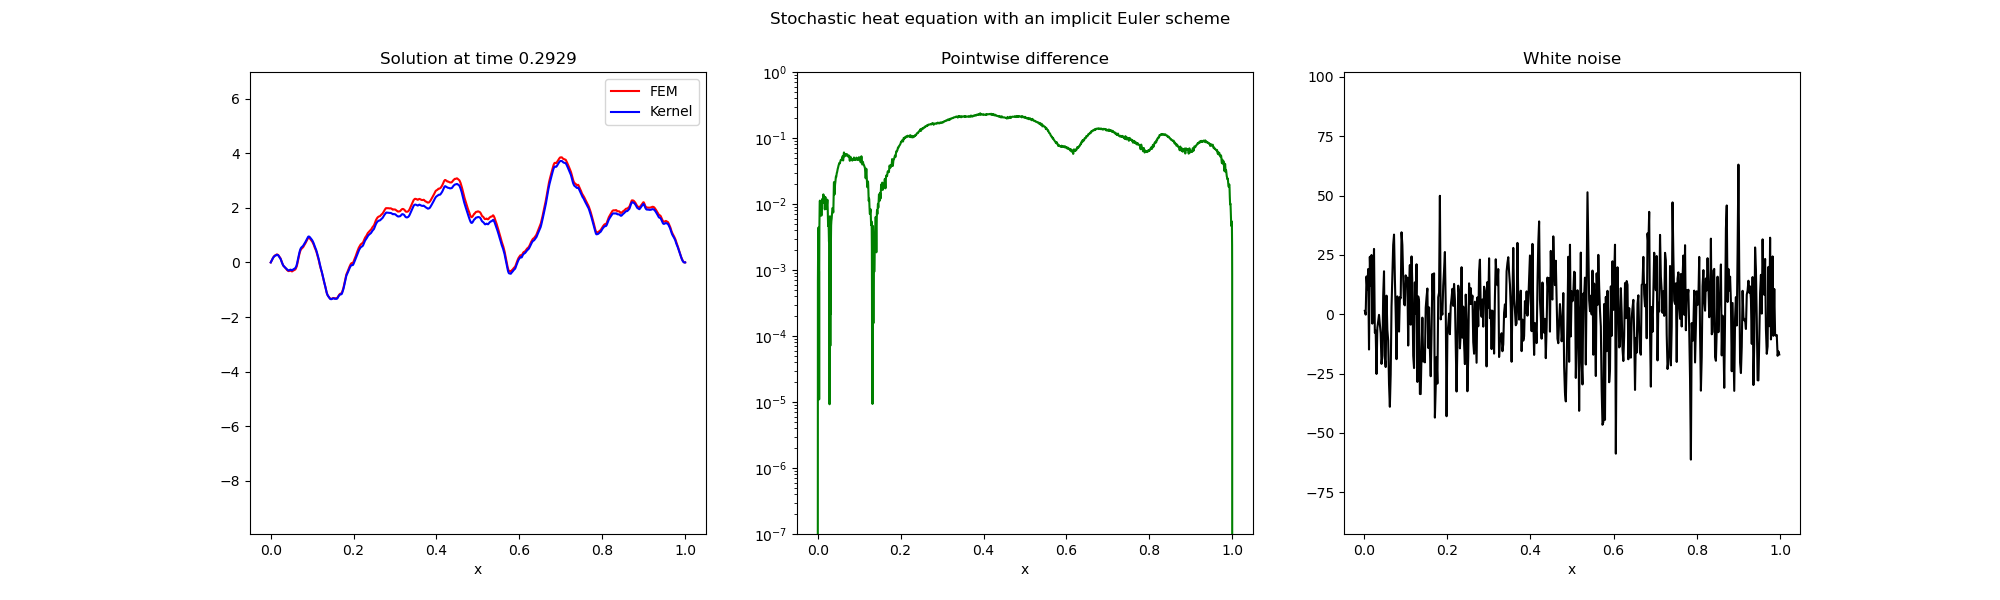 Stochastic heat equation with an implicit Euler scheme
Solution at time 0.2929
6
4
2
0
−2
−4
−6
−8
0.0 0.2 0.4 0.6 0.8 1.0
x
FEM
Kernel
Pointwise difference
10⁰
10⁻¹
10⁻²
10⁻³
10⁻⁴
10⁻⁵
10⁻⁶
10⁻⁷
0.0 0.2 0.4 0.6 0.8 1.0
x
White noise
100
75
50
25
0
−25
−50
−75
0.0 0.2 0.4 0.6 0.8 1.0
x